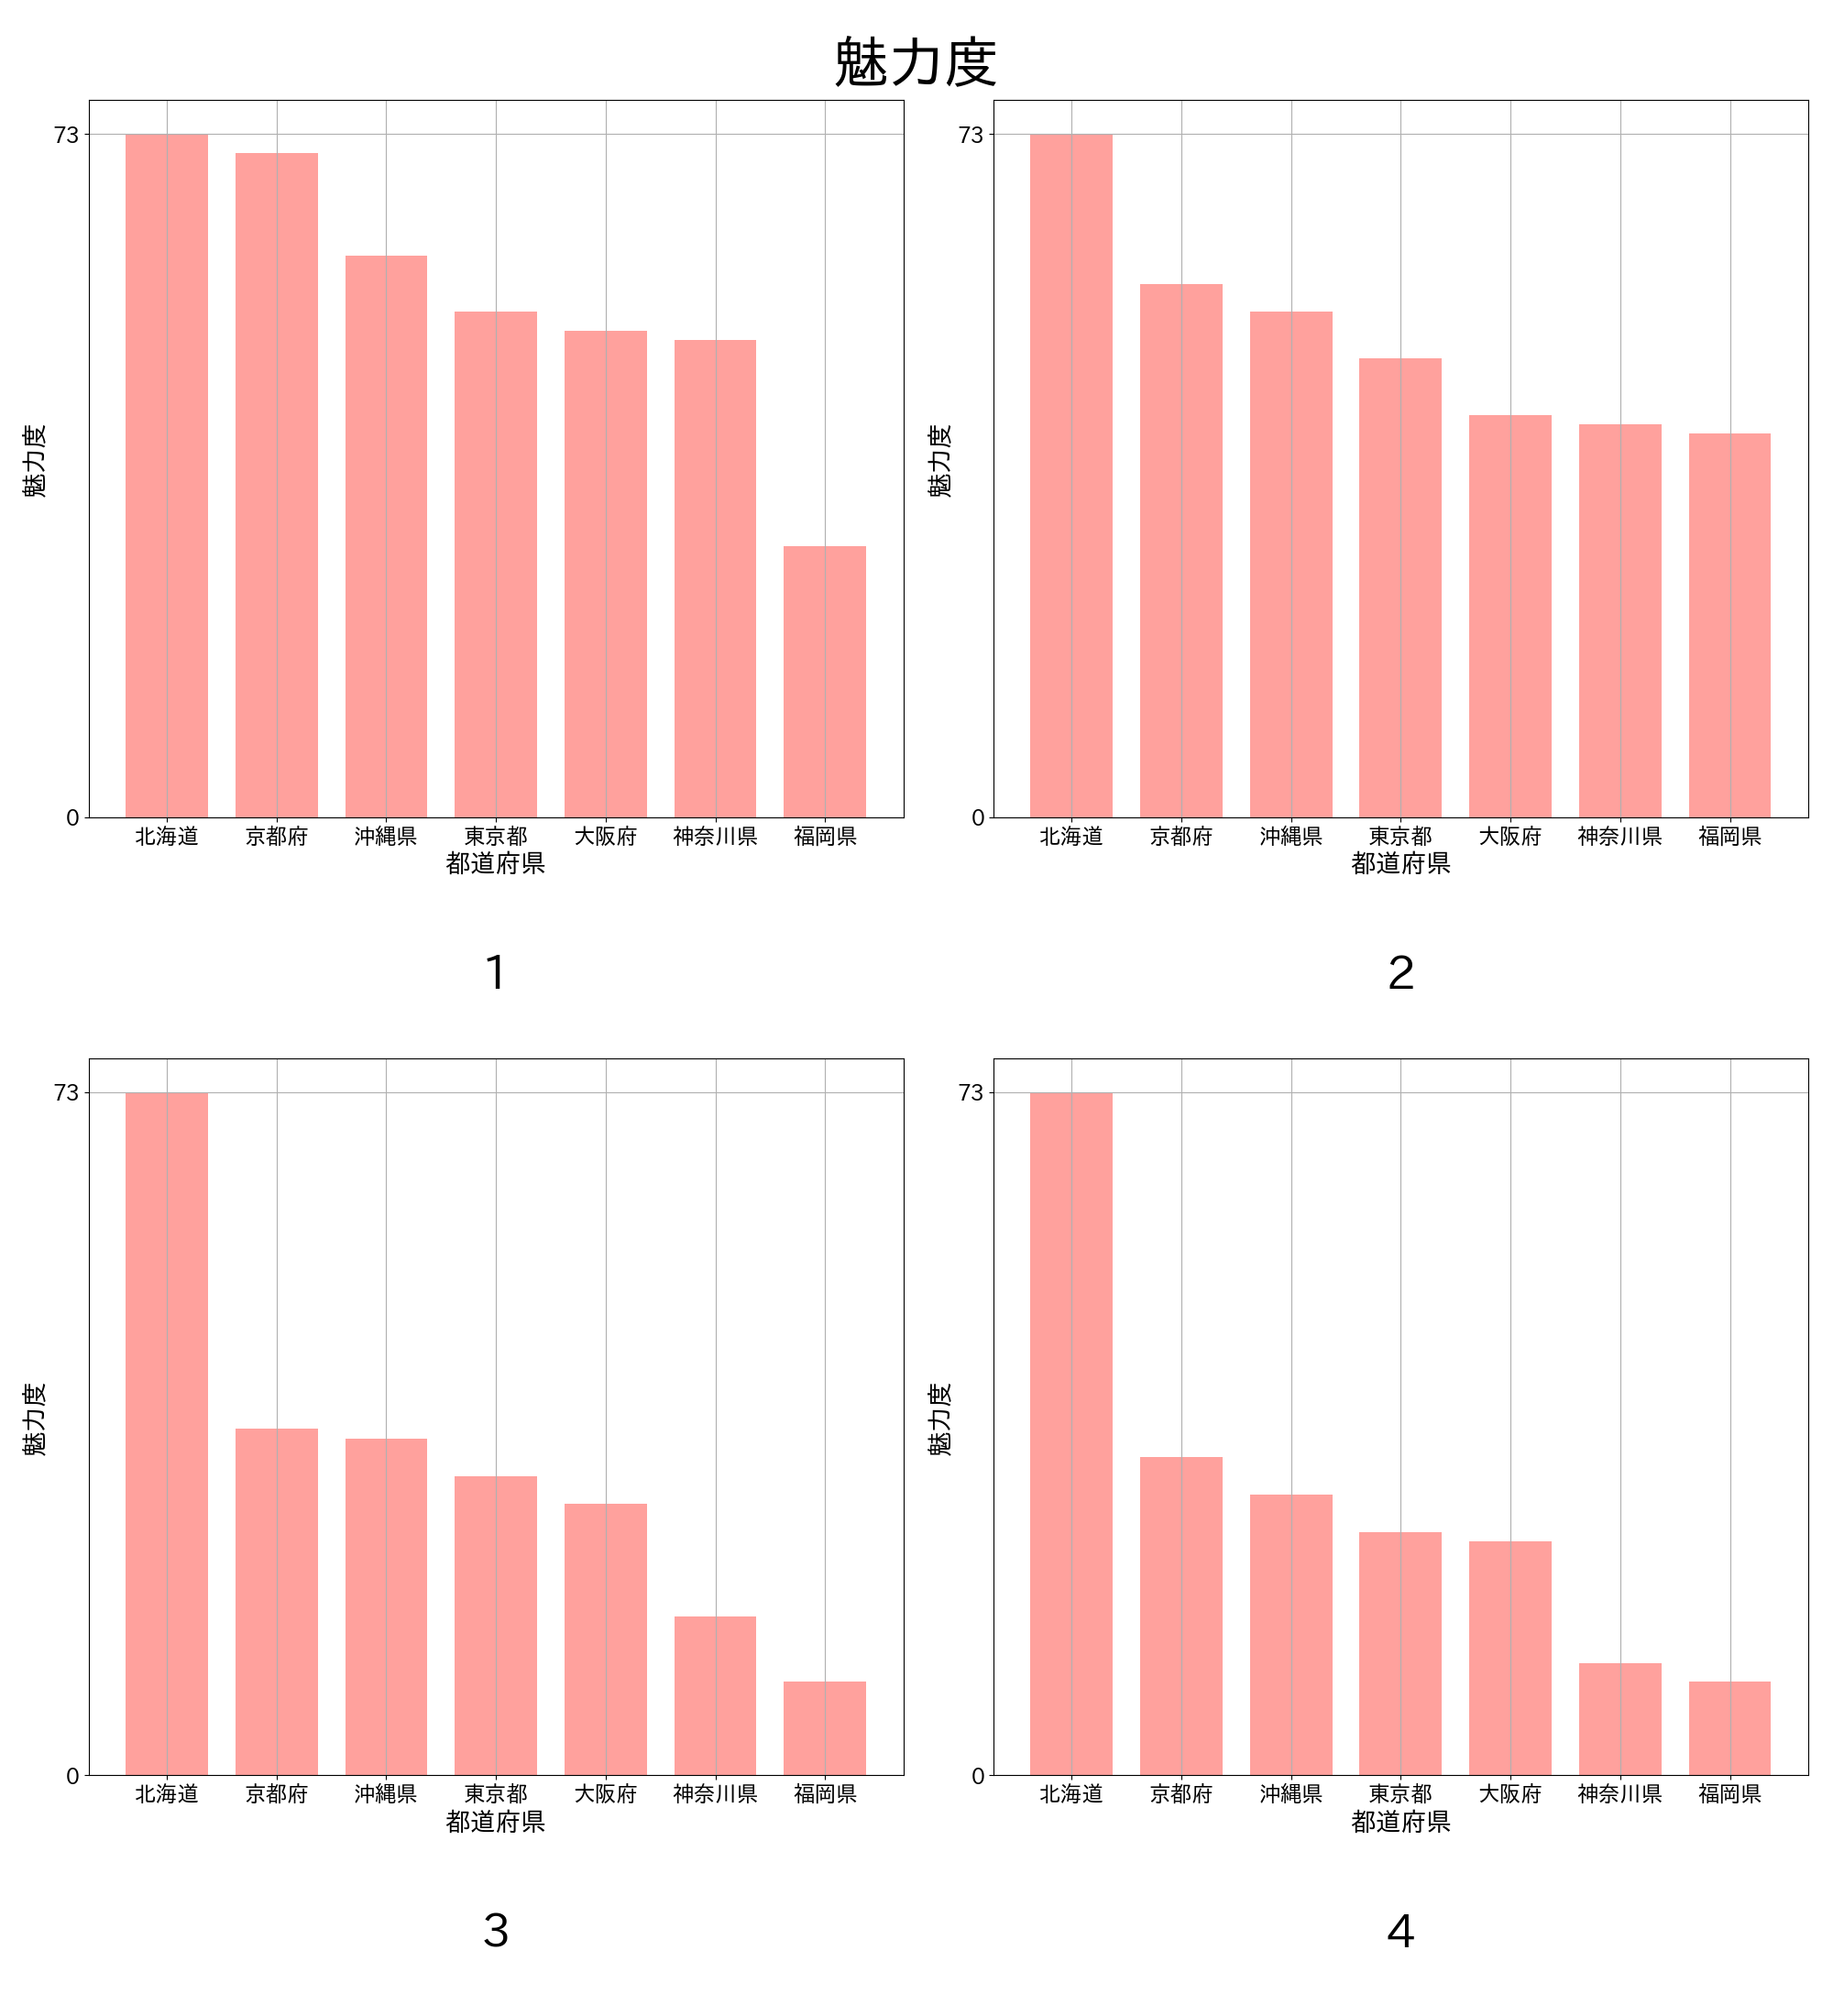 魅力度
73
0
魅力度
北海道 京都府 沖縄県 東京都 大阪府 神奈川県 福岡県
都道府県
1
73
0
魅力度
北海道 京都府 沖縄県 東京都 大阪府 神奈川県 福岡県
都道府県
2
73
0
魅力度
北海道 京都府 沖縄県 東京都 大阪府 神奈川県 福岡県
都道府県
3
73
0
魅力度
北海道 京都府 沖縄県 東京都 大阪府 神奈川県 福岡県
都道府県
4